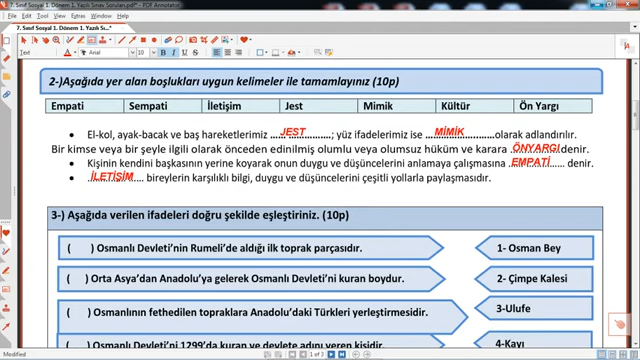 7. Sınıf Sosyal 1. Dönem 1. Yazılı Sınav Soruları.pdf* - PDF Annotator
File Edit View Insert Tools Extras Window Help
7. Sınıf Sosyal 1. Dönem 1. Yazılı S...*
Text Arial 10
2-)Aşağıda yer alan boşlukları uygun kelimeler ile tamamlayınız (10p)
Empati Sempati İletişim Jest Mimik Kültür Ön Yargı
• El-kol, ayak-bacak ve baş hareketlerimiz ...JEST............; yüz ifadelerimiz ise ..MİMİK...........olarak adlandırılır.
Bir kimse veya bir şeyle ilgili olarak önceden edinilmiş olumlu veya olumsuz hüküm ve karara ..ÖNYARGI denir.
• Kişinin kendini başkasının yerine koyarak onun duygu ve düşüncelerini anlamaya çalışmasına ..EMPATİ...... denir.
• ..İLETİŞİM..... bireylerin karşılıklı bilgi, duygu ve düşüncelerini çeşitli yollarla paylaşmasıdır.
3-) Aşağıda verilen ifadeleri doğru şekilde eşleştiriniz. (10p)
( ) Osmanlı Devleti'nin Rumeli'de aldığı ilk toprak parçasıdır.
1- Osman Bey
( ) Orta Asya'dan Anadolu'ya gelerek Osmanlı Devleti'ni kuran boydur.
2- Çimpe Kalesi
( ) Osmanlının fethedilen topraklara Anadolu'daki Türkleri yerleştirmesidir.
3-Ulufe
( ) Osmanlı Devleti'ni 1299'da kuran ve devlete adını veren kişidir.
4-Kayı
Modified 1 of 3